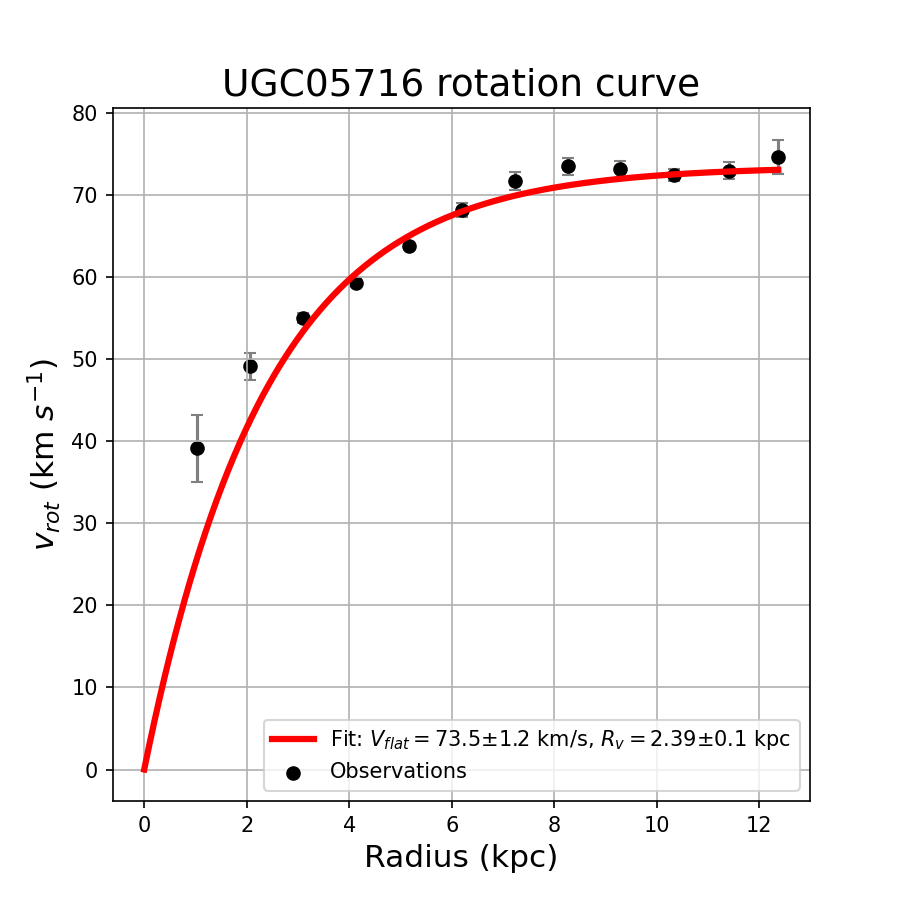 UGC05716 rotation curve
80
70
60
50
40
30
20
10
0
v_rot (km s⁻¹)
Fit: V_flat = 73.5±1.2 km/s, R_v = 2.39±0.1 kpc
Observations
0 2 4 6 8 10 12
Radius (kpc)